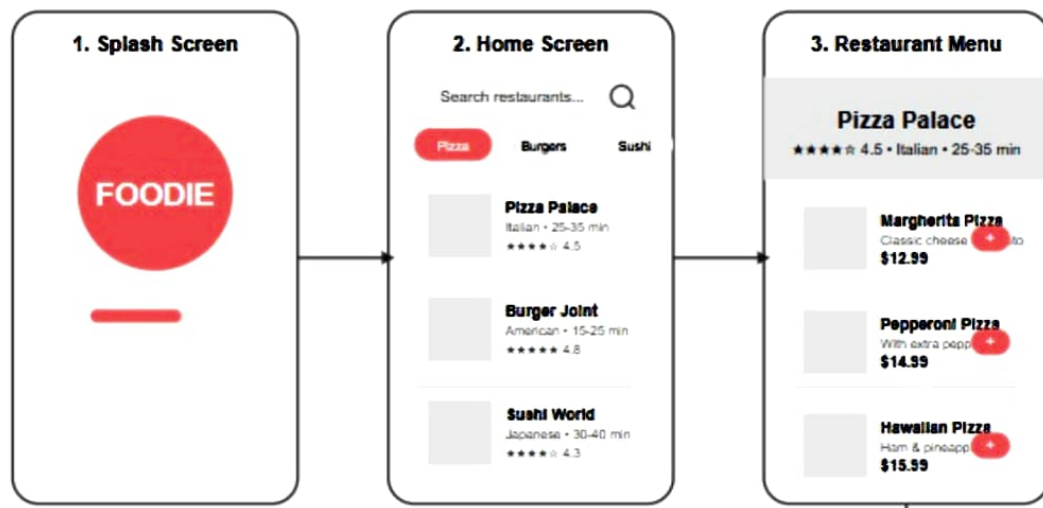 1. Splash Screen
FOODIE
2. Home Screen
Search restaurants...
Pizza Burgers Sushi
Pizza Palace
Italian • 25-35 min
★★★★☆ 4.5
Burger Joint
American • 15-25 min
★★★★★ 4.8
Sushi World
Japanese • 30-40 min
★★★★☆ 4.3
3. Restaurant Menu
Pizza Palace
★★★★☆ 4.5 • Italian • 25-35 min
Margherita Pizza
Classic cheese
+
$12.99
Pepperoni Pizza
With extra pepp
+
$14.99
Hawaiian Pizza
Ham & pineapp
+
$15.99